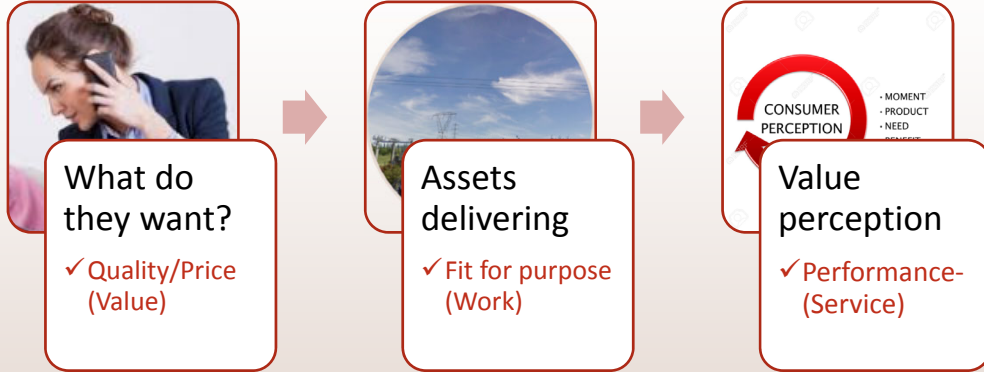 What do
they want?
✓Quality/Price
(Value)
Assets
delivering
✓Fit for purpose
(Work)
CONSUMER
PERCEPTION
· MOMENT
· PRODUCT
· NEED
Value
perception
✓Performance-
(Service)